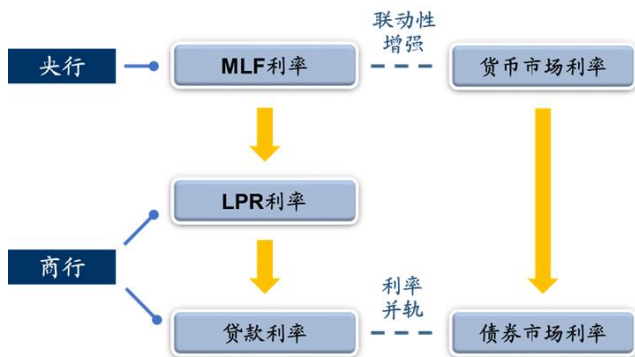 联动性
增强
央行
MLF利率
货币市场利率
LPR利率
商行
利率
并轨
贷款利率
债券市场利率